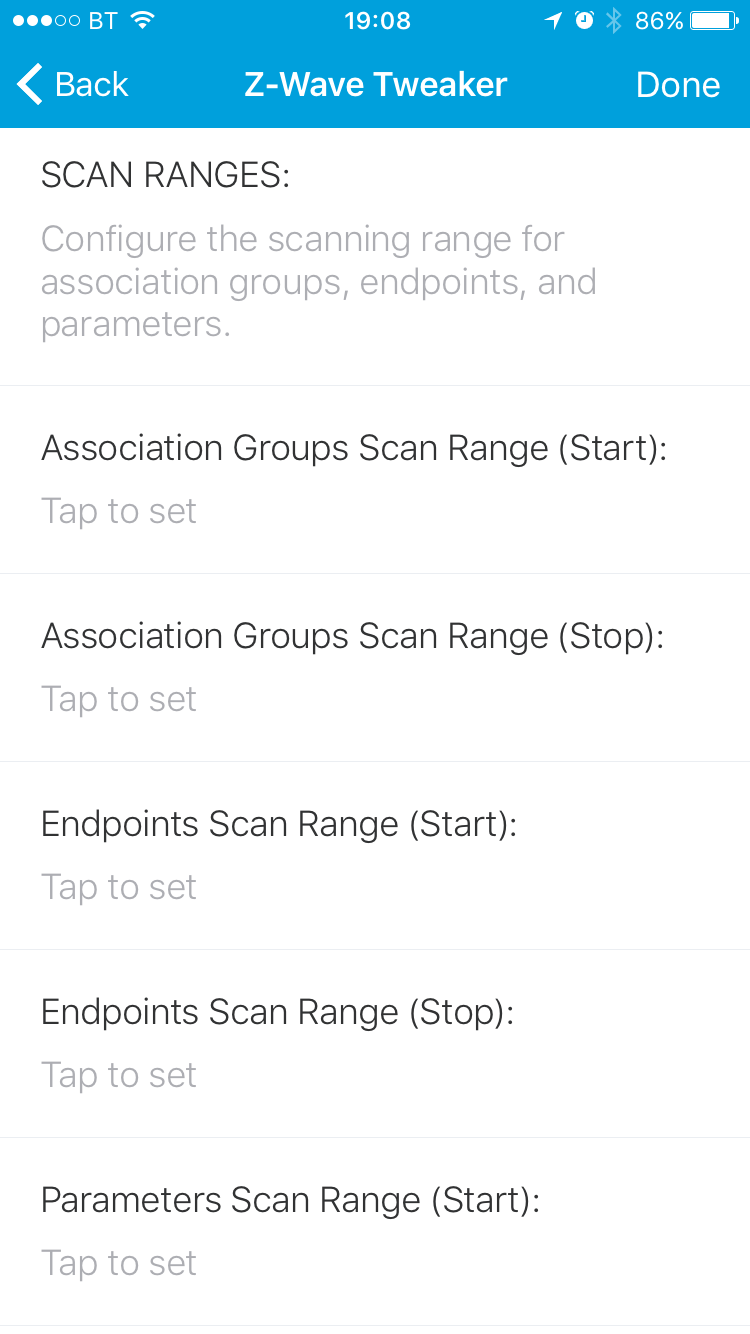 BT 19:08 86%
Back Z-Wave Tweaker Done
SCAN RANGES:
Configure the scanning range for
association groups, endpoints, and
parameters.
Association Groups Scan Range (Start):
Tap to set
Association Groups Scan Range (Stop):
Tap to set
Endpoints Scan Range (Start):
Tap to set
Endpoints Scan Range (Stop):
Tap to set
Parameters Scan Range (Start):
Tap to set